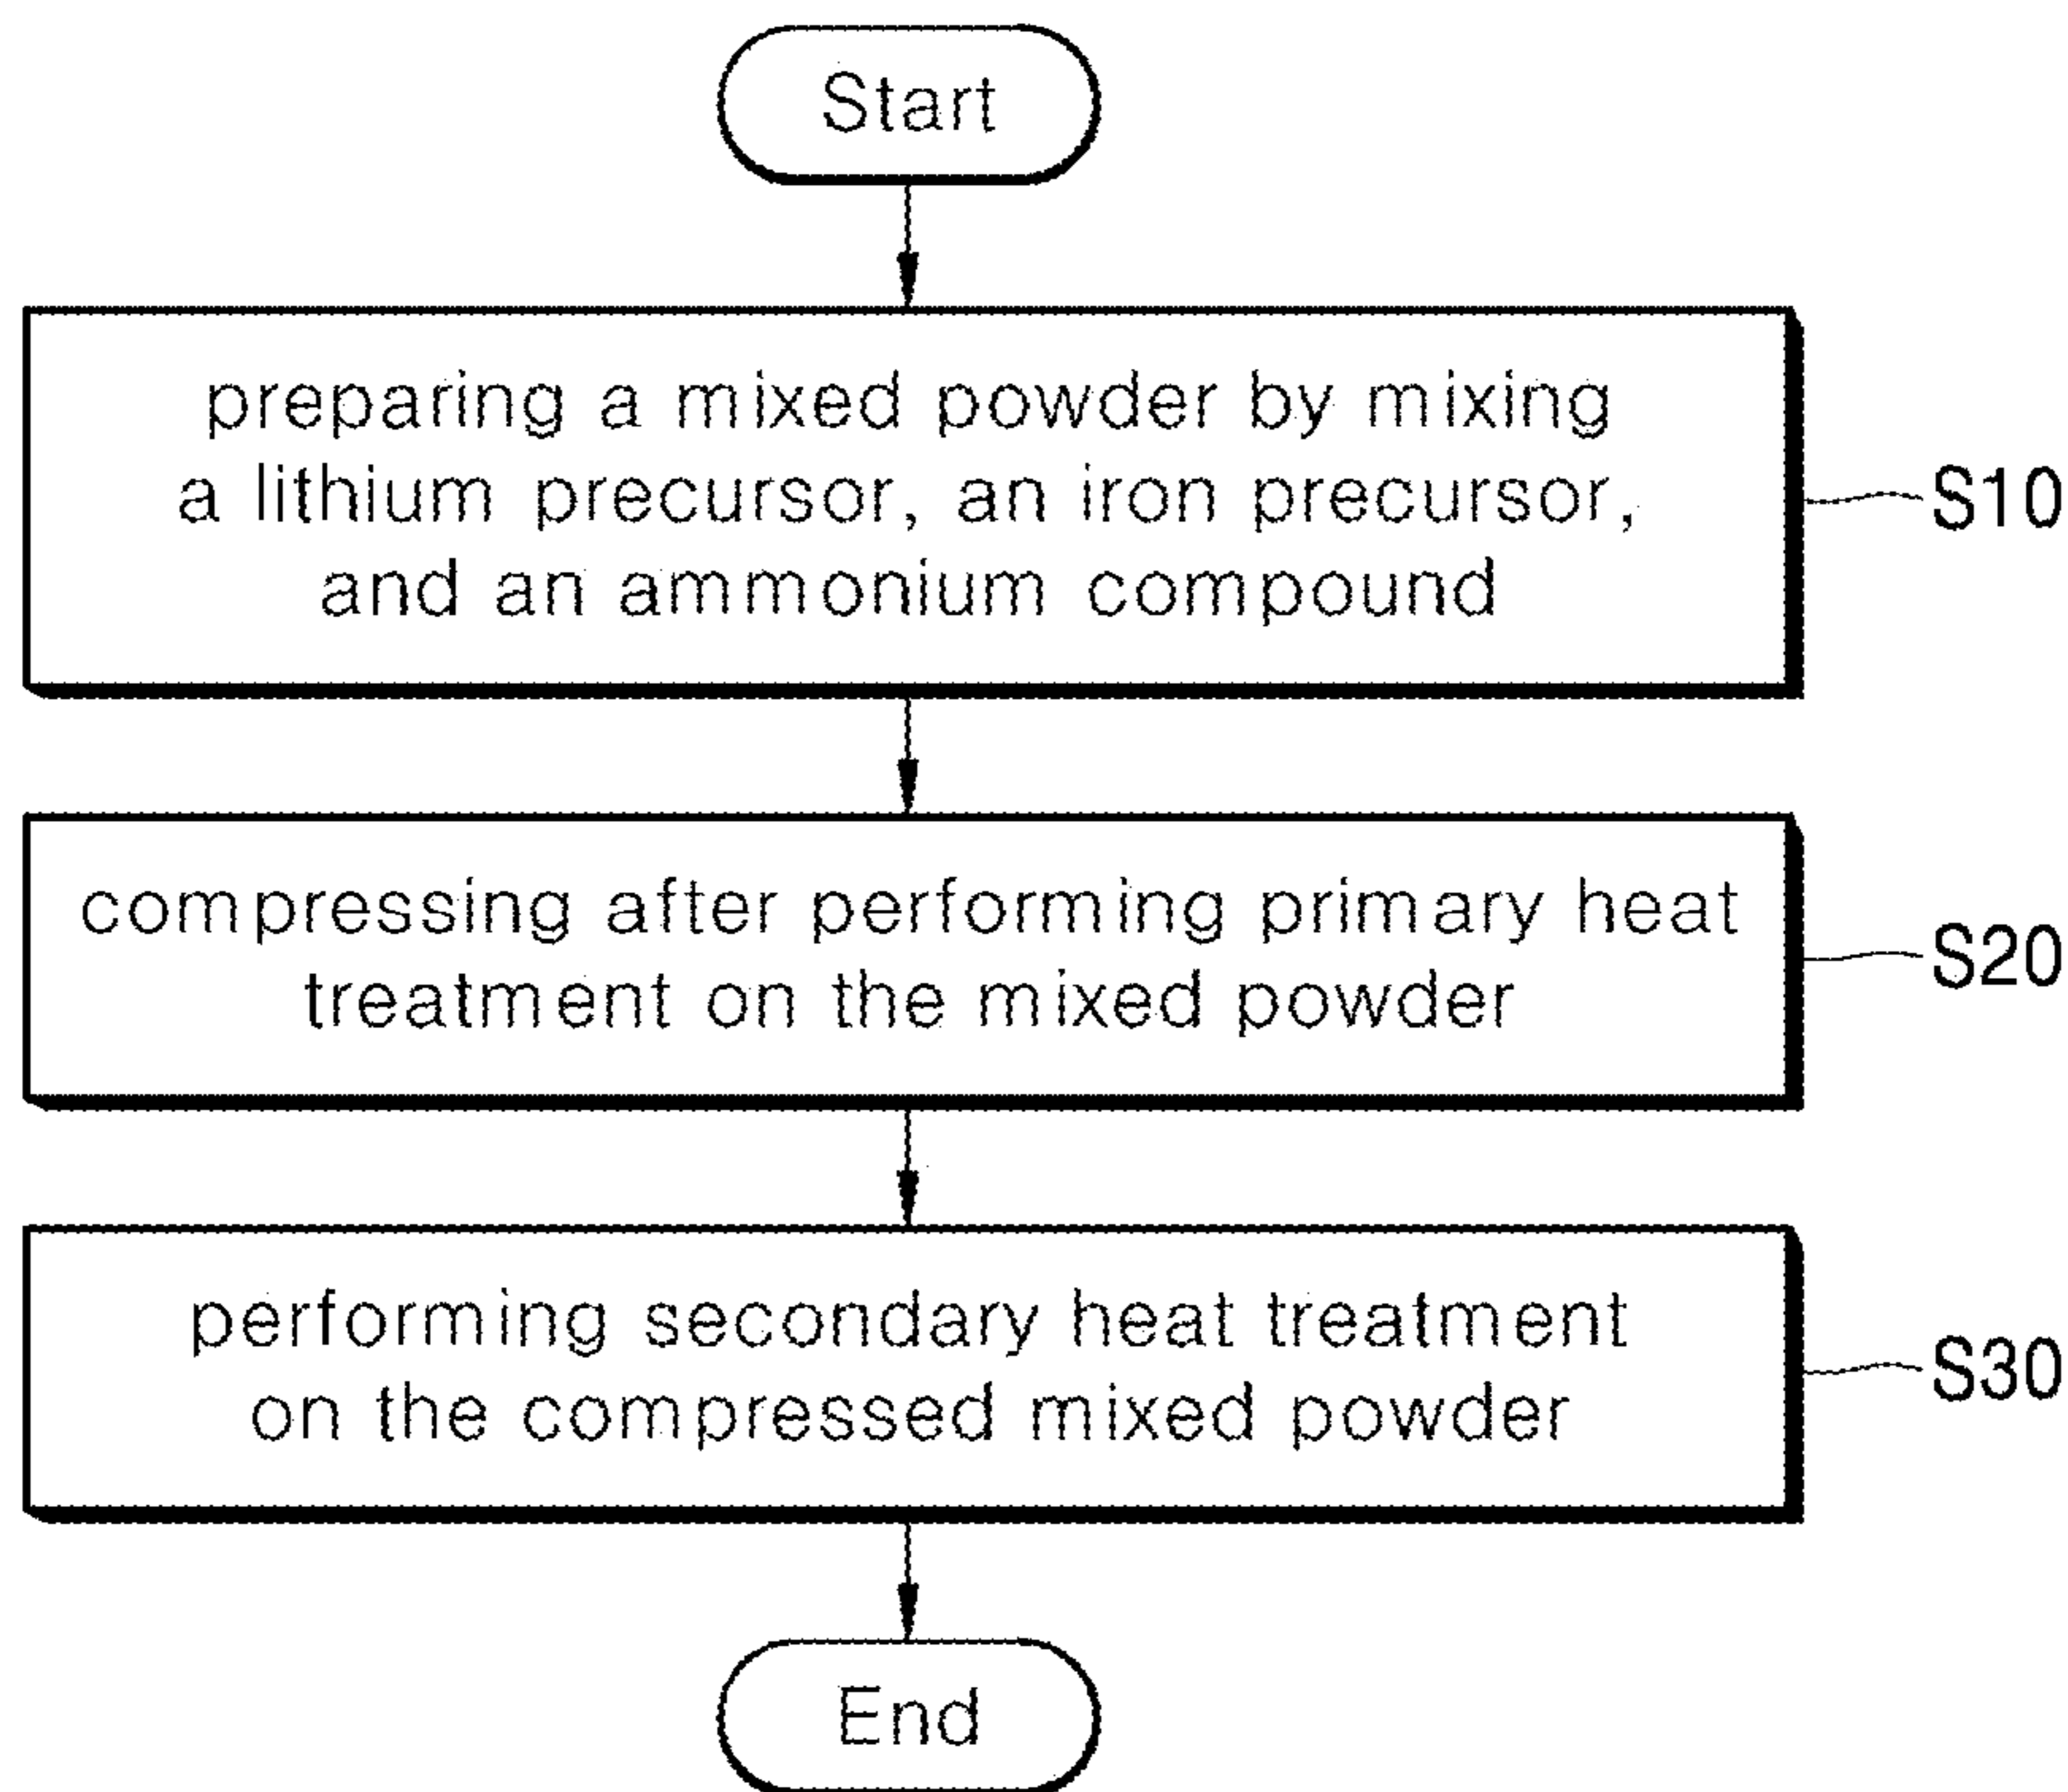 Start
preparing a mixed powder by mixing
a lithium precursor, an iron precursor,
and an ammonium compound
S10
compressing after performing primary heat
treatment on the mixed powder
S20
performing secondary heat treatment
on the compressed mixed powder
S30
End